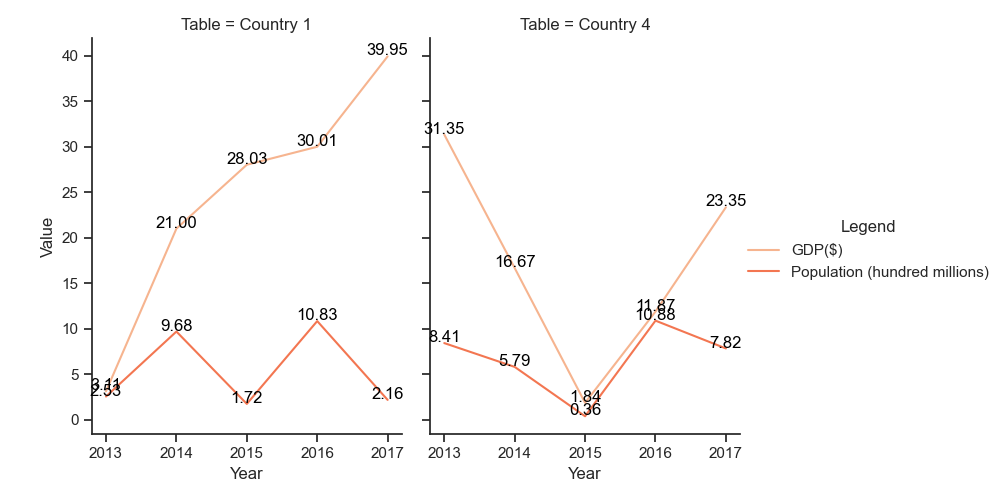 Table = Country 1
Table = Country 4
Value
40
35
30
25
20
15
10
5
0
39.95
30.01
28.03
21.00
10.83
9.68
3.11
2.53
1.72
2.16
2013 2014 2015 2016 2017
Year
31.35
23.35
16.67
11.87
10.88
8.41
7.82
5.79
1.84
0.36
2013 2014 2015 2016 2017
Year
Legend
GDP($)
Population (hundred millions)